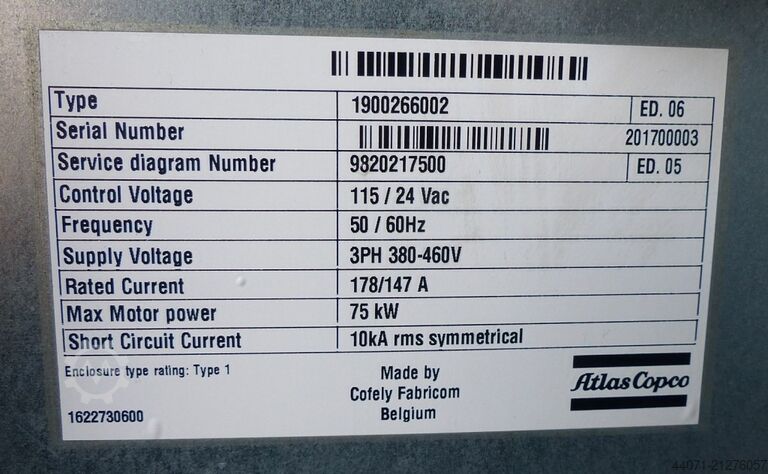 Type 1900266002 ED. 06
Serial Number 201700003
Service diagram Number 9820217500 ED. 05
Control Voltage 115 / 24 Vac
Frequency 50 / 60Hz
Supply Voltage 3PH 380-460V
Rated Current 178/147 A
Max Motor power 75 kW
Short Circuit Current 10kA rms symmetrical
Enclosure type rating: Type 1
1622730600
Made by
Cofely Fabricom
Belgium
Atlas Copco
44071-21276057